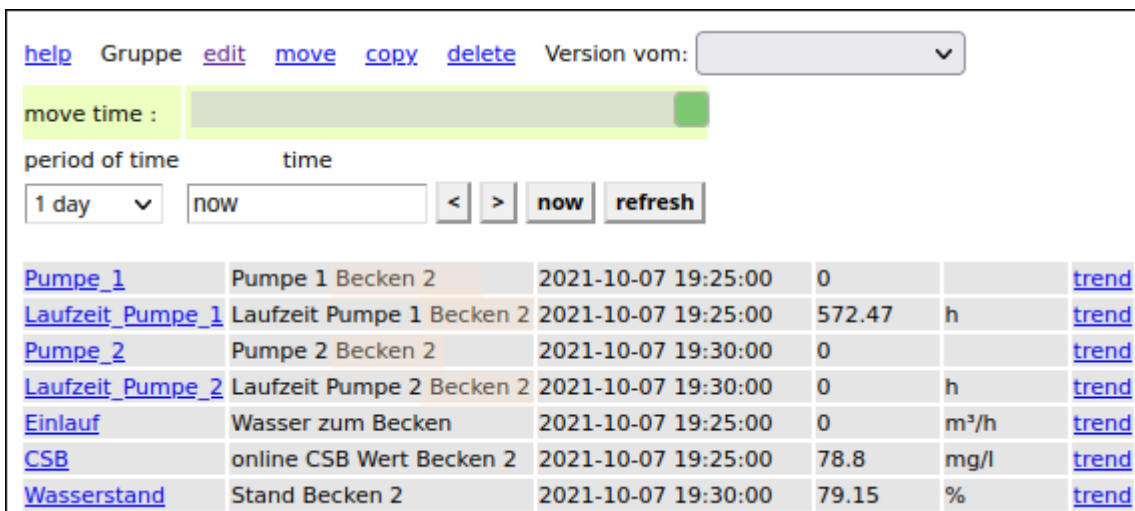 help Gruppe edit move copy delete Version vom:
move time :
period of time time
1 day now < > now refresh
Pumpe_1 Pumpe 1 Becken 2 2021-10-07 19:25:00 0 trend
Laufzeit_Pumpe_1 Laufzeit Pumpe 1 Becken 2 2021-10-07 19:25:00 572.47 h trend
Pumpe_2 Pumpe 2 Becken 2 2021-10-07 19:30:00 0 trend
Laufzeit_Pumpe_2 Laufzeit Pumpe 2 Becken 2 2021-10-07 19:30:00 0 h trend
Einlauf Wasser zum Becken 2021-10-07 19:25:00 0 m³/h trend
CSB online CSB Wert Becken 2 2021-10-07 19:25:00 78.8 mg/l trend
Wasserstand Stand Becken 2 2021-10-07 19:30:00 79.15 % trend